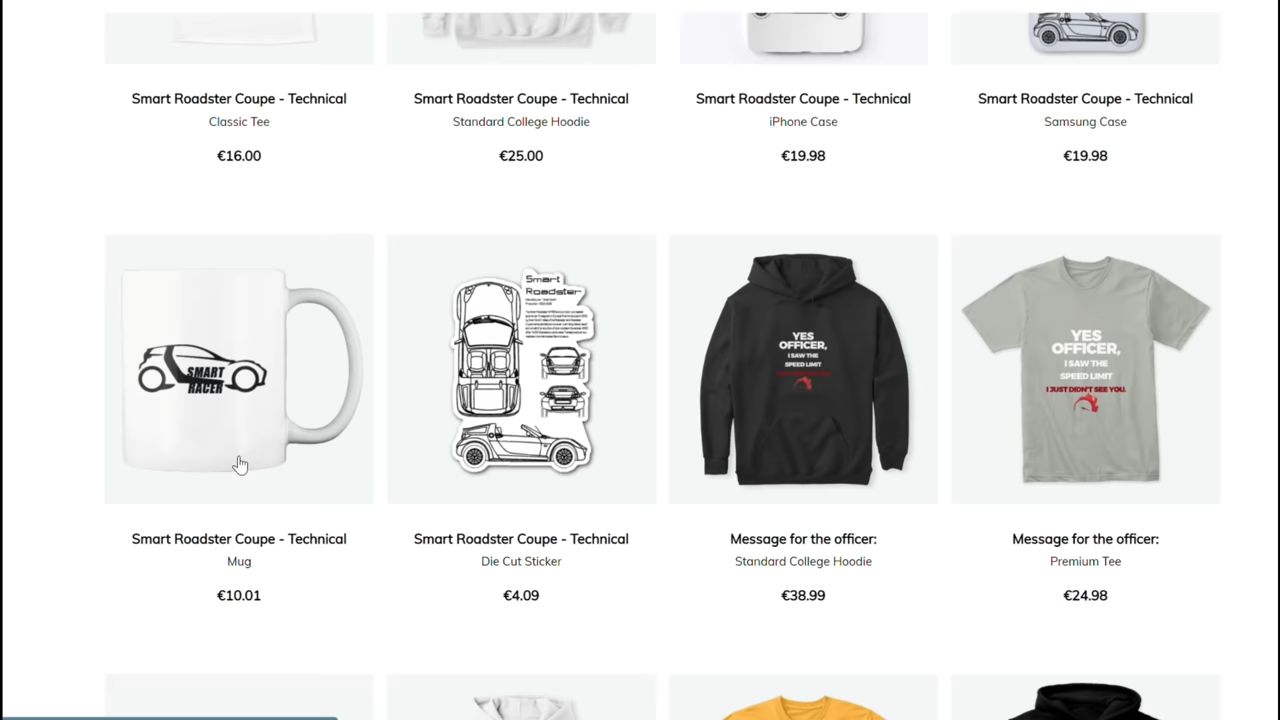 Smart Roadster Coupe - Technical
Classic Tee
€16.00
Smart Roadster Coupe - Technical
Standard College Hoodie
€25.00
Smart Roadster Coupe - Technical
iPhone Case
€19.98
Smart Roadster Coupe - Technical
Samsung Case
€19.98
SMART
RACER
Smart Roadster Coupe - Technical
Mug
€10.01
Smart
Roadster
Smart Roadster Coupe - Technical
Die Cut Sticker
€4.09
YES
OFFICER,
I SAW THE
SPEED LIMIT
Message for the officer:
Standard College Hoodie
€38.99
YES
OFFICER,
I SAW THE
SPEED LIMIT
I JUST DIDN'T SEE YOU.
Message for the officer:
Premium Tee
€24.98